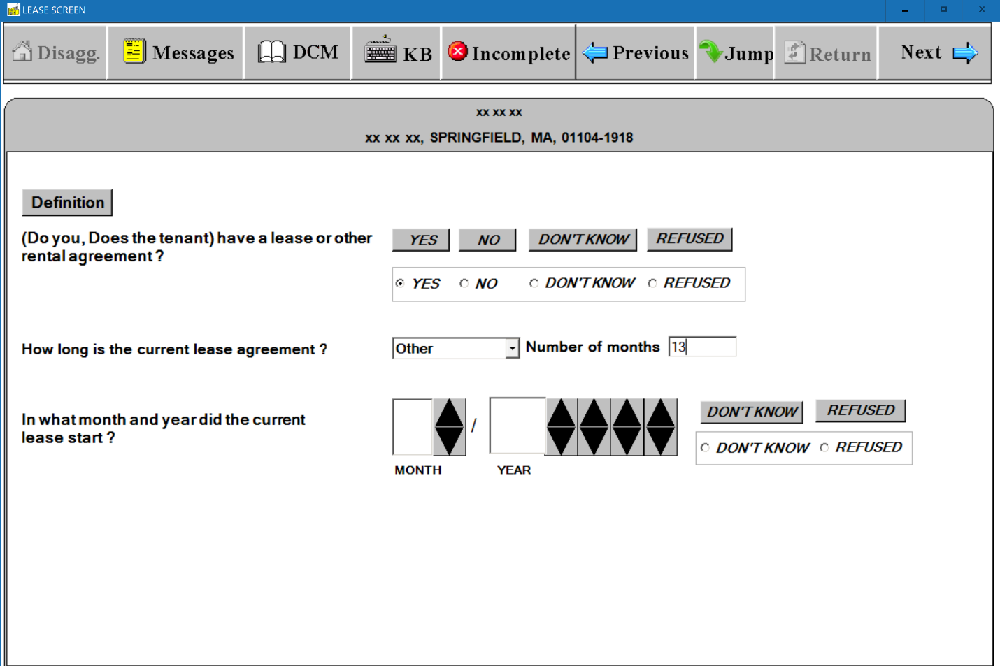 LEASE SCREEN
Disagg. Messages DCM KB Incomplete Previous Jump Return Next
xx xx xx
xx xx xx, SPRINGFIELD, MA, 01104-1918
Definition
(Do you, Does the tenant) have a lease or other
rental agreement ?
YES NO DON'T KNOW REFUSED
YES NO DON'T KNOW REFUSED
How long is the current lease agreement ?
Other Number of months 13
In what month and year did the current
lease start ?
/
MONTH YEAR
DON'T KNOW REFUSED
DON'T KNOW REFUSED